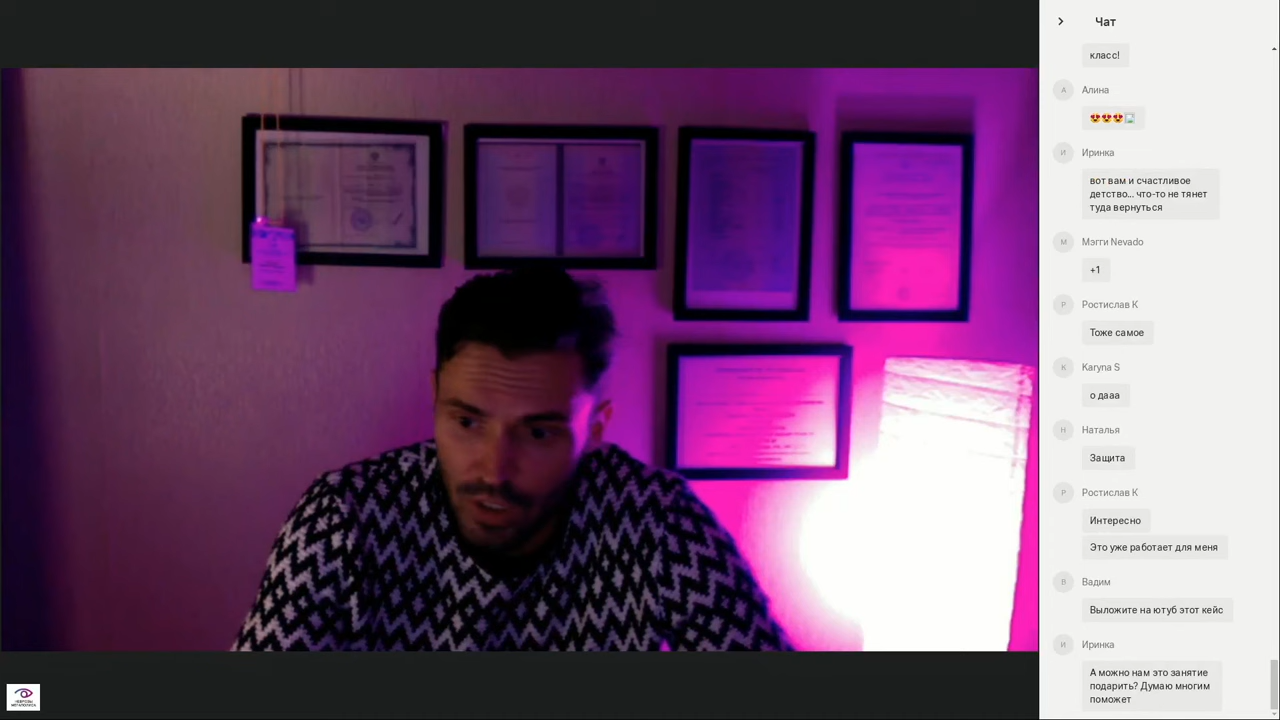 Чат
класс!
А
Алина
😍😍😍
И
Иринка
вот вам и счастливое
детство... что-то не тянет
туда вернуться
М
Мэгги Nevado
+1
Р
Ростислав К
Тоже самое
K
Karyna S
о дааа
Н
Наталья
Защита
Р
Ростислав К
Интересно
Это уже работает для меня
В
Вадим
Выложите на ютуб этот кейс
И
Иринка
А можно нам это занятие
подарить? Думаю многим
поможет
НЕВРОЗЫ
МЕГАПОЛИСА